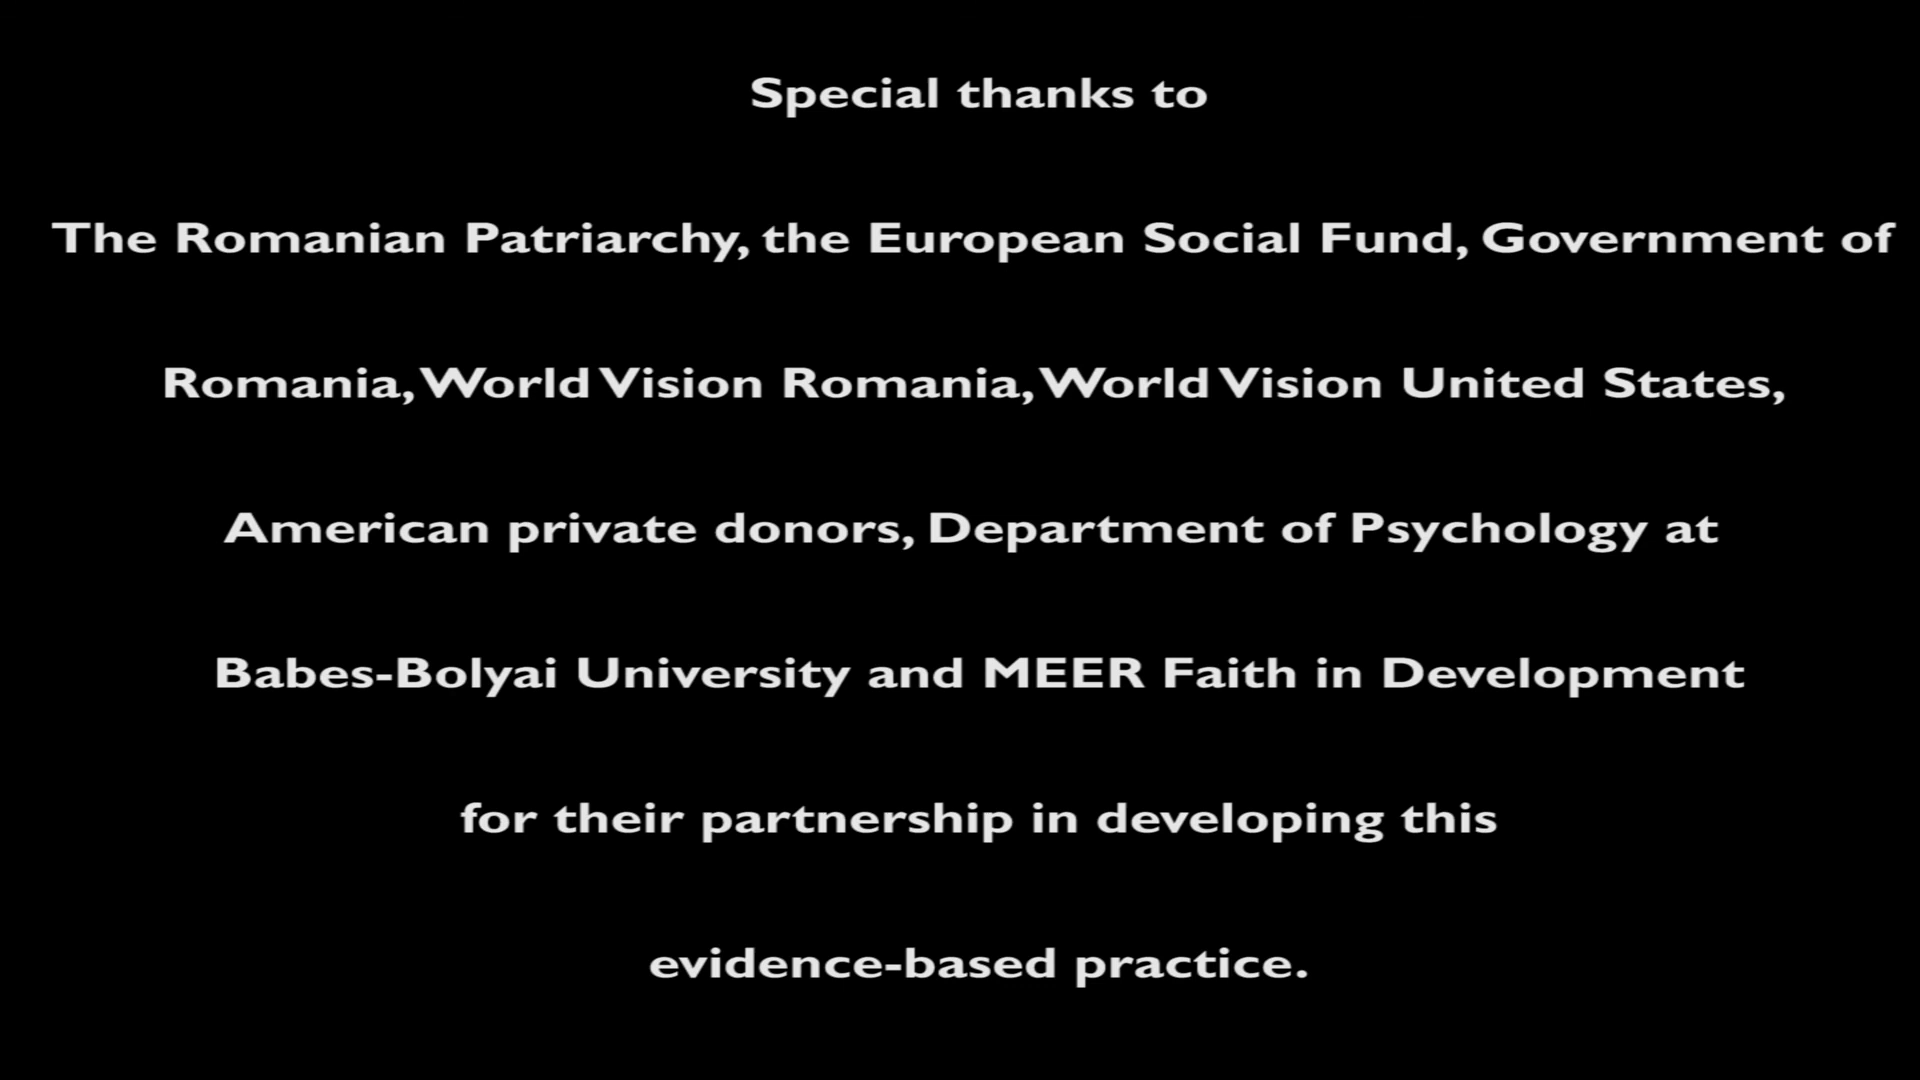 Special thanks to
The Romanian Patriarchy, the European Social Fund, Government of
Romania, World Vision Romania, World Vision United States,
American private donors, Department of Psychology at
Babes-Bolyai University and MEER Faith in Development
for their partnership in developing this
evidence-based practice.